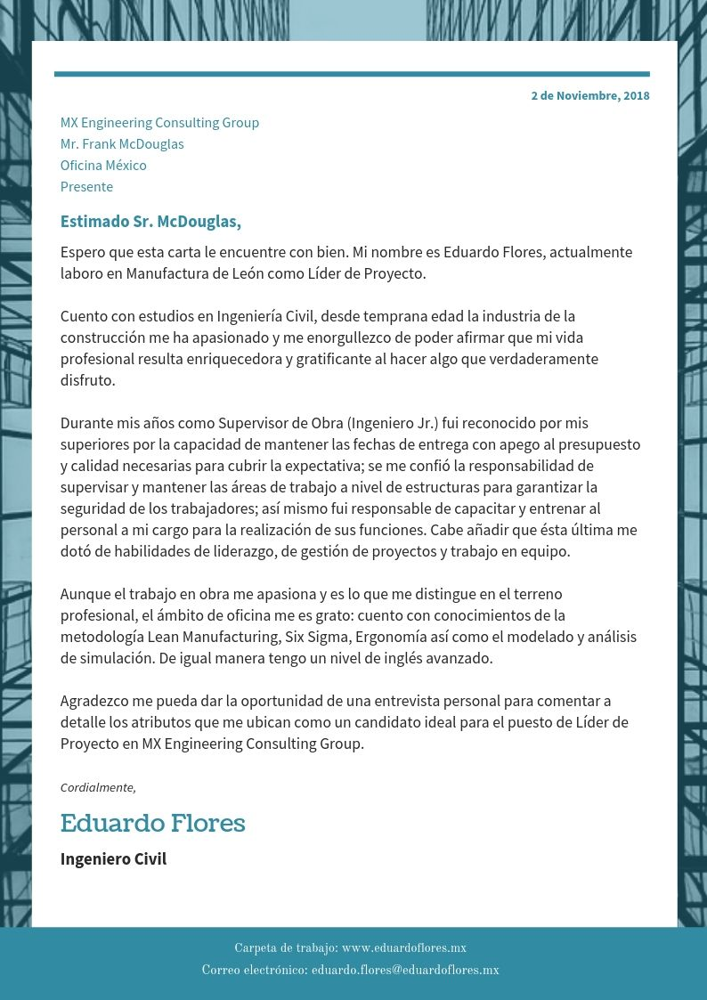 2 de Noviembre, 2018
MX Engineering Consulting Group
Mr. Frank McDouglas
Oficina México
Presente
Estimado Sr. McDouglas,
Espero que esta carta le encuentre con bien. Mi nombre es Eduardo Flores, actualmente
laboro en Manufactura de León como Líder de Proyecto.
Cuento con estudios en Ingeniería Civil, desde temprana edad la industria de la
construcción me ha apasionado y me enorgullezco de poder afirmar que mi vida
profesional resulta enriquecedora y gratificante al hacer algo que verdaderamente
disfruto.
Durante mis años como Supervisor de Obra (Ingeniero Jr.) fui reconocido por mis
superiores por la capacidad de mantener las fechas de entrega con apego al presupuesto
y calidad necesarias para cubrir la expectativa; se me confió la responsabilidad de
supervisar y mantener las áreas de trabajo a nivel de estructuras para garantizar la
seguridad de los trabajadores; así mismo fui responsable de capacitar y entrenar al
personal a mi cargo para la realización de sus funciones. Cabe añadir que ésta última me
dotó de habilidades de liderazgo, de gestión de proyectos y trabajo en equipo.
Aunque el trabajo en obra me apasiona y es lo que me distingue en el terreno
profesional, el ámbito de oficina me es grato: cuento con conocimientos de la
metodología Lean Manufacturing, Six Sigma, Ergonomía así como el modelado y análisis
de simulación. De igual manera tengo un nivel de inglés avanzado.
Agradezco me pueda dar la oportunidad de una entrevista personal para comentar a
detalle los atributos que me ubican como un candidato ideal para el puesto de Líder de
Proyecto en MX Engineering Consulting Group.
Cordialmente,
Eduardo Flores
Ingeniero Civil
Carpeta de trabajo: www.eduardoflores.mx
Correo electrónico: eduardo.flores@eduardoflores.mx